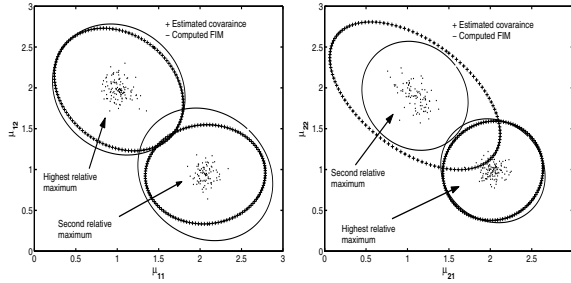 3
+ Estimated covaraince
− Computed FIM
2.5
2
μ12
1.5
1
0.5
0
Highest relative
maximum
Second relative
maximum
0 0.5 1 1.5 2 2.5 3
μ11
3
+ Estimated covaraince
− Computed FIM
2.5
2
μ22
1.5
1
0.5
0
Second relative
maximum
Highest relative
maximum
0 0.5 1 1.5 2 2.5
μ21